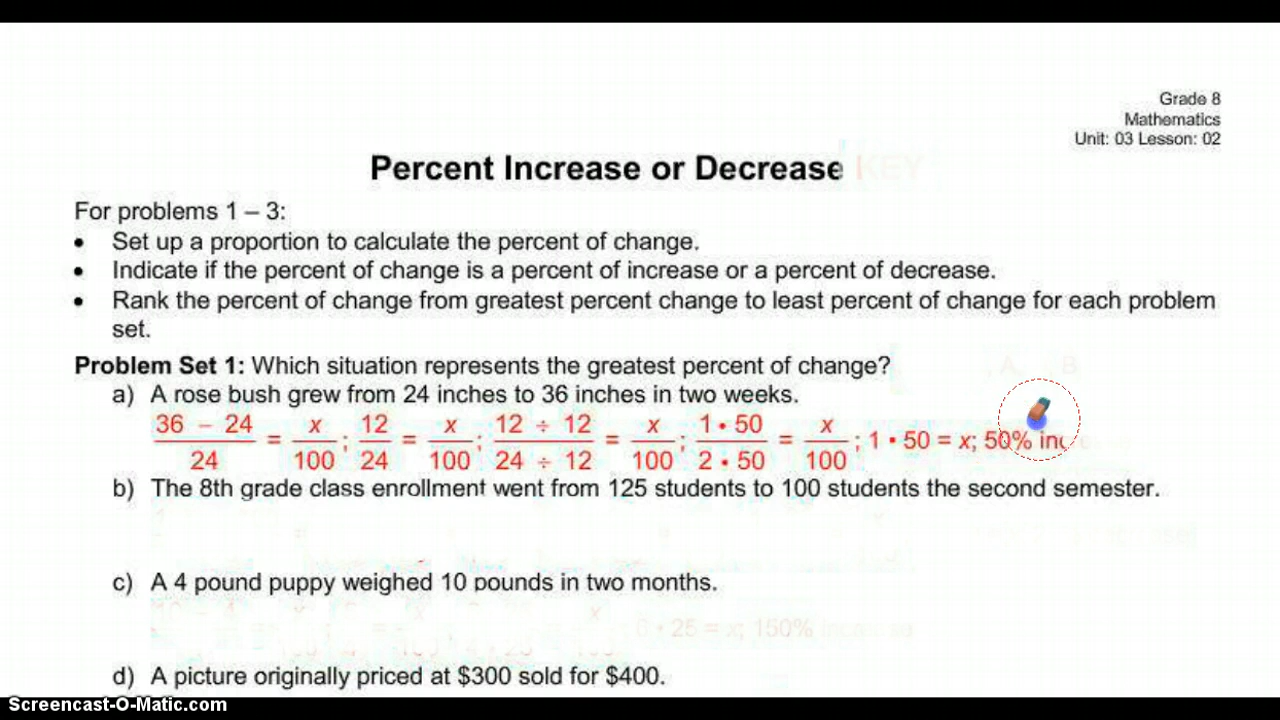 Grade 8
Mathematics
Unit: 03 Lesson: 02
Percent Increase or Decrease KEY
For problems 1 – 3:
• Set up a proportion to calculate the percent of change.
• Indicate if the percent of change is a percent of increase or a percent of decrease.
• Rank the percent of change from greatest percent change to least percent of change for each problem
set.
Problem Set 1: Which situation represents the greatest percent of change?
a) A rose bush grew from 24 inches to 36 inches in two weeks.
36 – 24 / 24 = x / 100 ; 12 / 24 = x / 100 ; 12 ÷ 12 / 24 ÷ 12 = x / 100 ; 1 • 50 / 2 • 50 = x / 100 ; 1 • 50 = x; 50% inc
b) The 8th grade class enrollment went from 125 students to 100 students the second semester.
c) A 4 pound puppy weighed 10 pounds in two months.
6 • 25 = x; 150% increase
d) A picture originally priced at $300 sold for $400.
Screencast-O-Matic.com